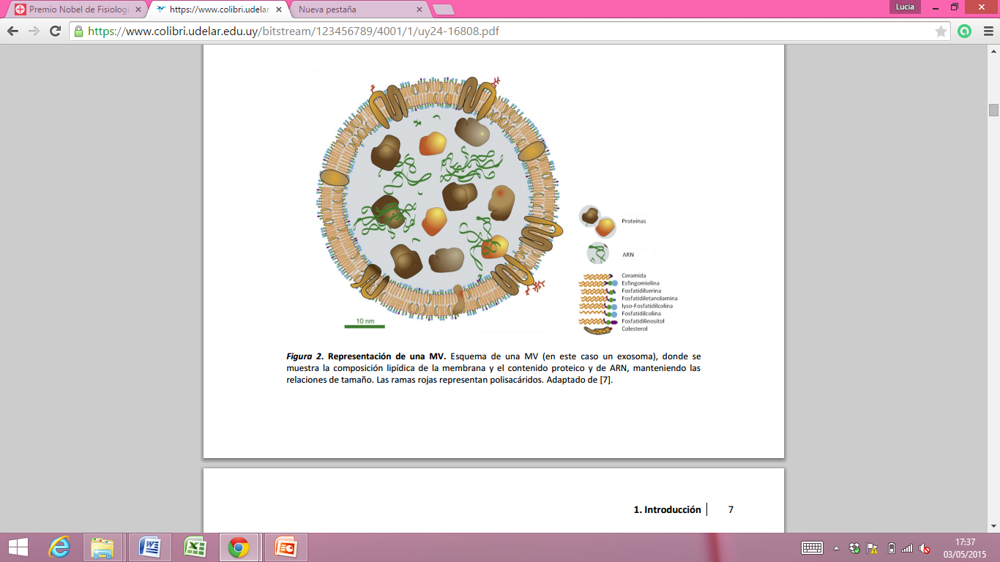 Premio Nobel de Fisiologí
https://www.colibri.udelar
Nueva pestaña
Lucia
https://www.colibri.udelar.edu.uy/bitstream/123456789/4001/1/uy24-16808.pdf
Proteinas
ARN
Ceramida
Esfingomielina
Fosfatidilserina
Fosfatidiletanolamina
lyso-Fosfatidilcolina
Fosfatidilcolina
Fosfatidilinositol
Colesterol
10 nm
Figura 2. Representación de una MV. Esquema de una MV (en este caso un exosoma), donde se
muestra la composición lipídica de la membrana y el contenido proteico y de ARN, manteniendo las
relaciones de tamaño. Las ramas rojas representan polisacáridos. Adaptado de [7].
1. Introducción 7
17:37
03/05/2015